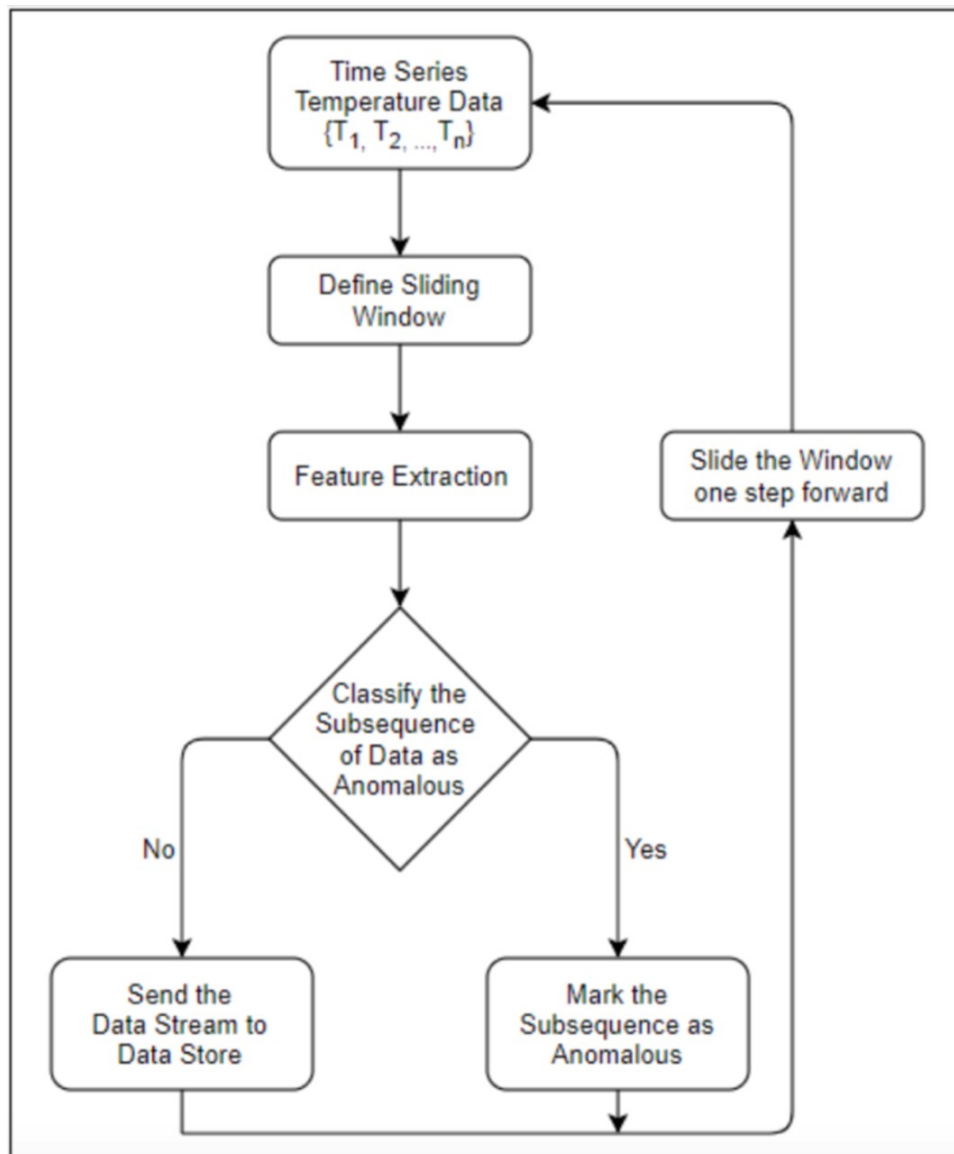 Time Series
Temperature Data
{T1, T2, ...,Tn}
Define Sliding
Window
Feature Extraction
Slide the Window
one step forward
Classify the
Subsequence
of Data as
Anomalous
No
Yes
Send the
Data Stream to
Data Store
Mark the
Subsequence as
Anomalous